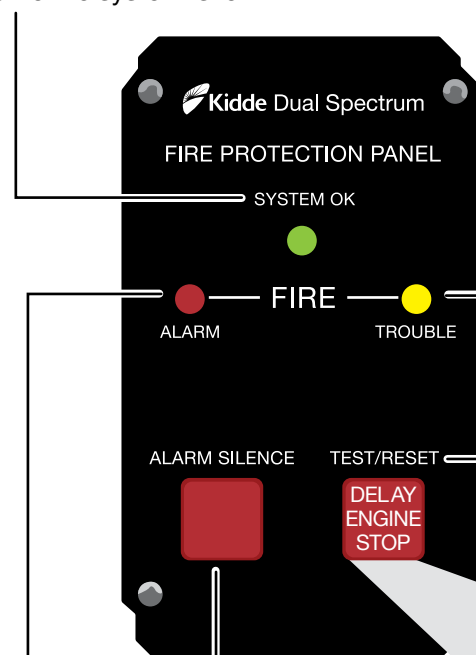 Kidde Dual Spectrum
FIRE PROTECTION PANEL
SYSTEM OK
FIRE
ALARM
TROUBLE
ALARM SILENCE
TEST/RESET
DELAY
ENGINE
STOP